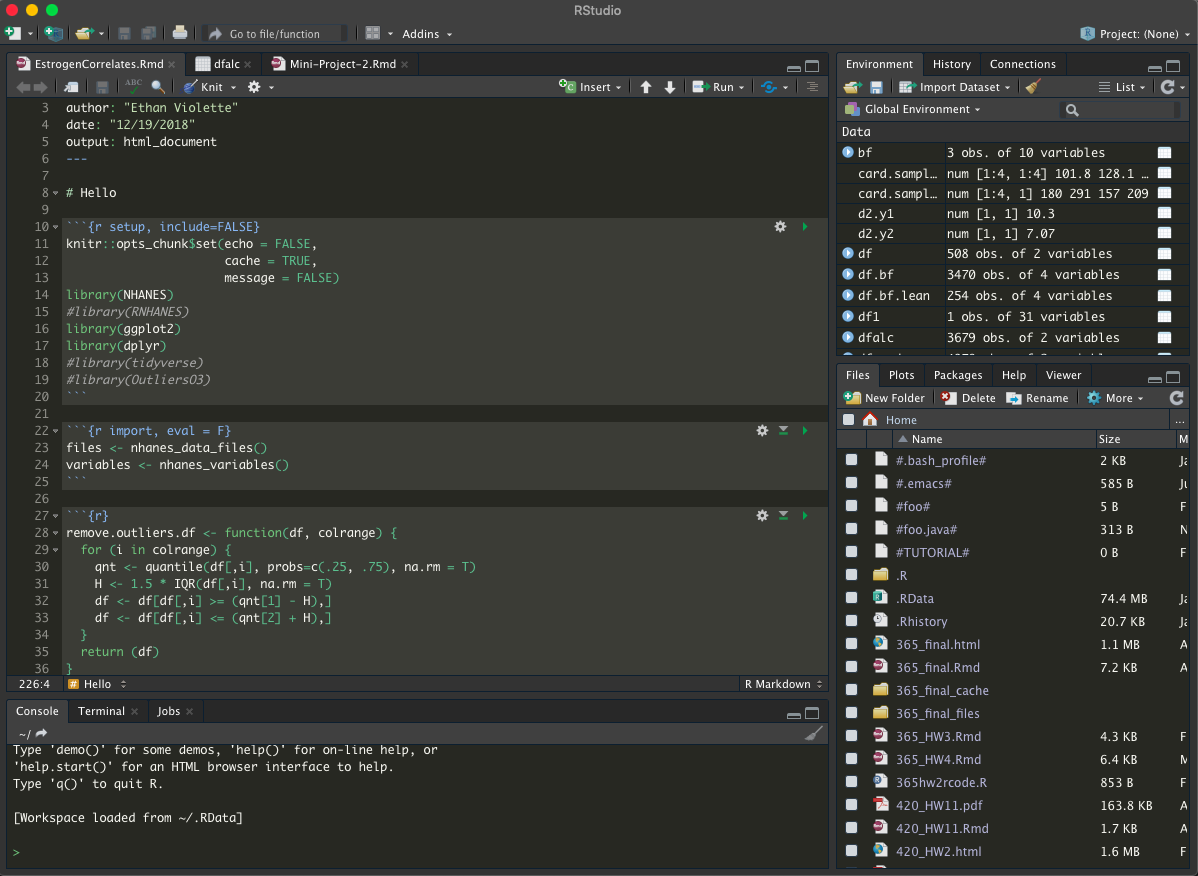 RStudio
Go to file/function
Addins
Project: (None)
EstrogenCorrelates.Rmd
dfalc
Mini-Project-2.Rmd
ABC
Knit
Insert
Run
3 author: "Ethan Violette"
4 date: "12/19/2018"
5 output: html_document
6 ---
7
8 # Hello
9
10 ```{r setup, include=FALSE}
11 knitr::opts_chunk$set(echo = FALSE,
12                       cache = TRUE,
13                       message = FALSE)
14 library(NHANES)
15 #library(RNHANES)
16 library(ggplot2)
17 library(dplyr)
18 #library(tidyverse)
19 #library(OutliersO3)
20 ```
21
22 ```{r import, eval = F}
23 files <- nhanes_data_files()
24 variables <- nhanes_variables()
25 ```
26
27 ```{r}
28 remove.outliers.df <- function(df, colrange) {
29   for (i in colrange) {
30     qnt <- quantile(df[,i], probs=c(.25, .75), na.rm = T)
31     H <- 1.5 * IQR(df[,i], na.rm = T)
32     df <- df[df[,i] >= (qnt[1] - H),]
33     df <- df[df[,i] <= (qnt[2] + H),]
34   }
35   return (df)
36 }
226:4 # Hello
R Markdown
Console
Terminal
Jobs
~/
Type 'demo()' for some demos, 'help()' for on-line help, or
'help.start()' for an HTML browser interface to help.
Type 'q()' to quit R.
[Workspace loaded from ~/.RData]
>
Environment
History
Connections
Import Dataset
List
Global Environment
Data
bf 3 obs. of 10 variables
card.sampl… num [1:4, 1:4] 101.8 128.1 …
card.sampl… num [1:4, 1] 180 291 157 209
d2.y1 num [1, 1] 10.3
d2.y2 num [1, 1] 7.07
df 508 obs. of 2 variables
df.bf 3470 obs. of 4 variables
df.bf.lean 254 obs. of 4 variables
df1 1 obs. of 31 variables
dfalc 3679 obs. of 2 variables
Files
Plots
Packages
Help
Viewer
New Folder
Delete
Rename
More
Home
...
Name Size M
#.bash_profile# 2 KB Ja
#.emacs# 585 B Ju
#foo# 5 B F
#foo.java# 313 B N
#TUTORIAL# 0 B F
.R
.RData 74.4 MB Ja
.Rhistory 20.7 KB Ja
365_final.html 1.1 MB A
365_final.Rmd 7.2 KB A
365_final_cache
365_final_files
365_HW3.Rmd 4.3 KB F
365_HW4.Rmd 6.4 KB M
365hw2rcode.R 853 B F
420_HW11.pdf 163.8 KB A
420_HW11.Rmd 1.7 KB A
420_HW2.html 1.6 MB F